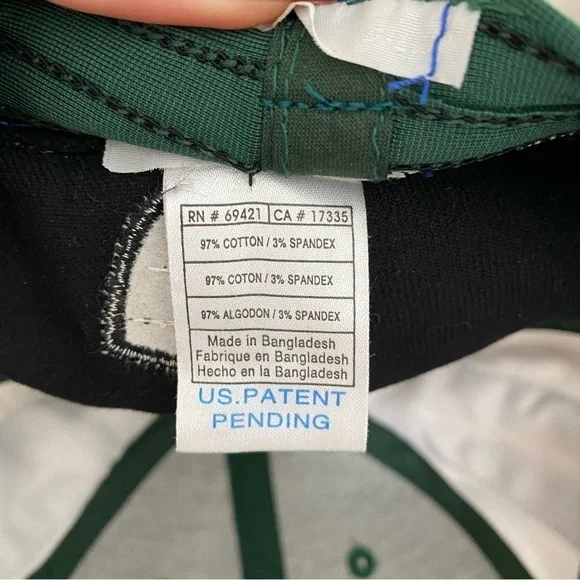 RN # 69421 CA # 17335
97% COTTON / 3% SPANDEX
97% COTON / 3% SPANDEX
97% ALGODON / 3% SPANDEX
Made in Bangladesh
Fabrique en Bangladesh
Hecho en la Bangladesh
US.PATENT
PENDING